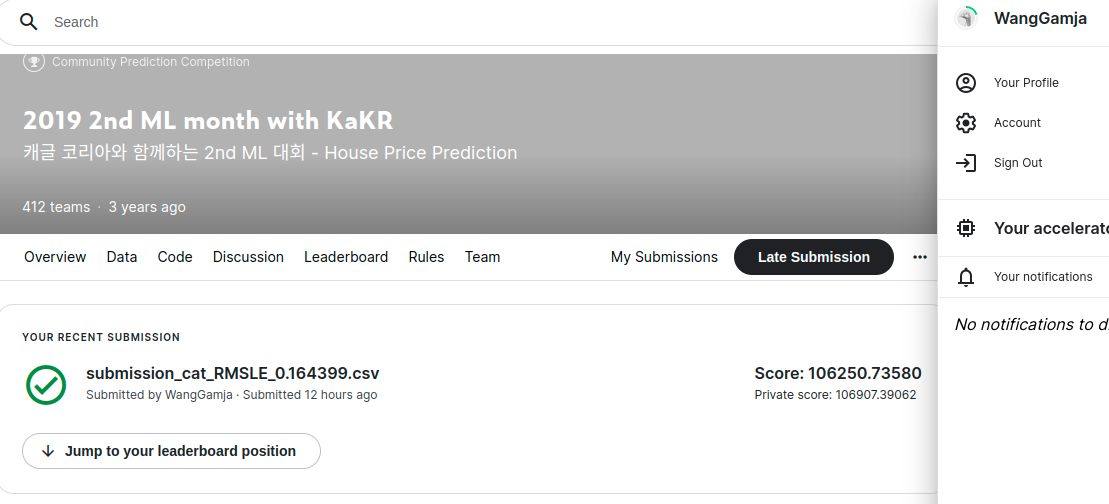 Search
WangGamja
Community Prediction Competition
2019 2nd ML month with KaKR
캐글 코리아와 함께하는 2nd ML 대회 - House Price Prediction
412 teams · 3 years ago
Your Profile
Account
Sign Out
Your accelerato
Overview Data Code Discussion Leaderboard Rules Team My Submissions Late Submission ...
Your notifications
No notifications to d
YOUR RECENT SUBMISSION
submission_cat_RMSLE_0.164399.csv
Submitted by WangGamja · Submitted 12 hours ago
Score: 106250.73580
Private score: 106907.39062
Jump to your leaderboard position